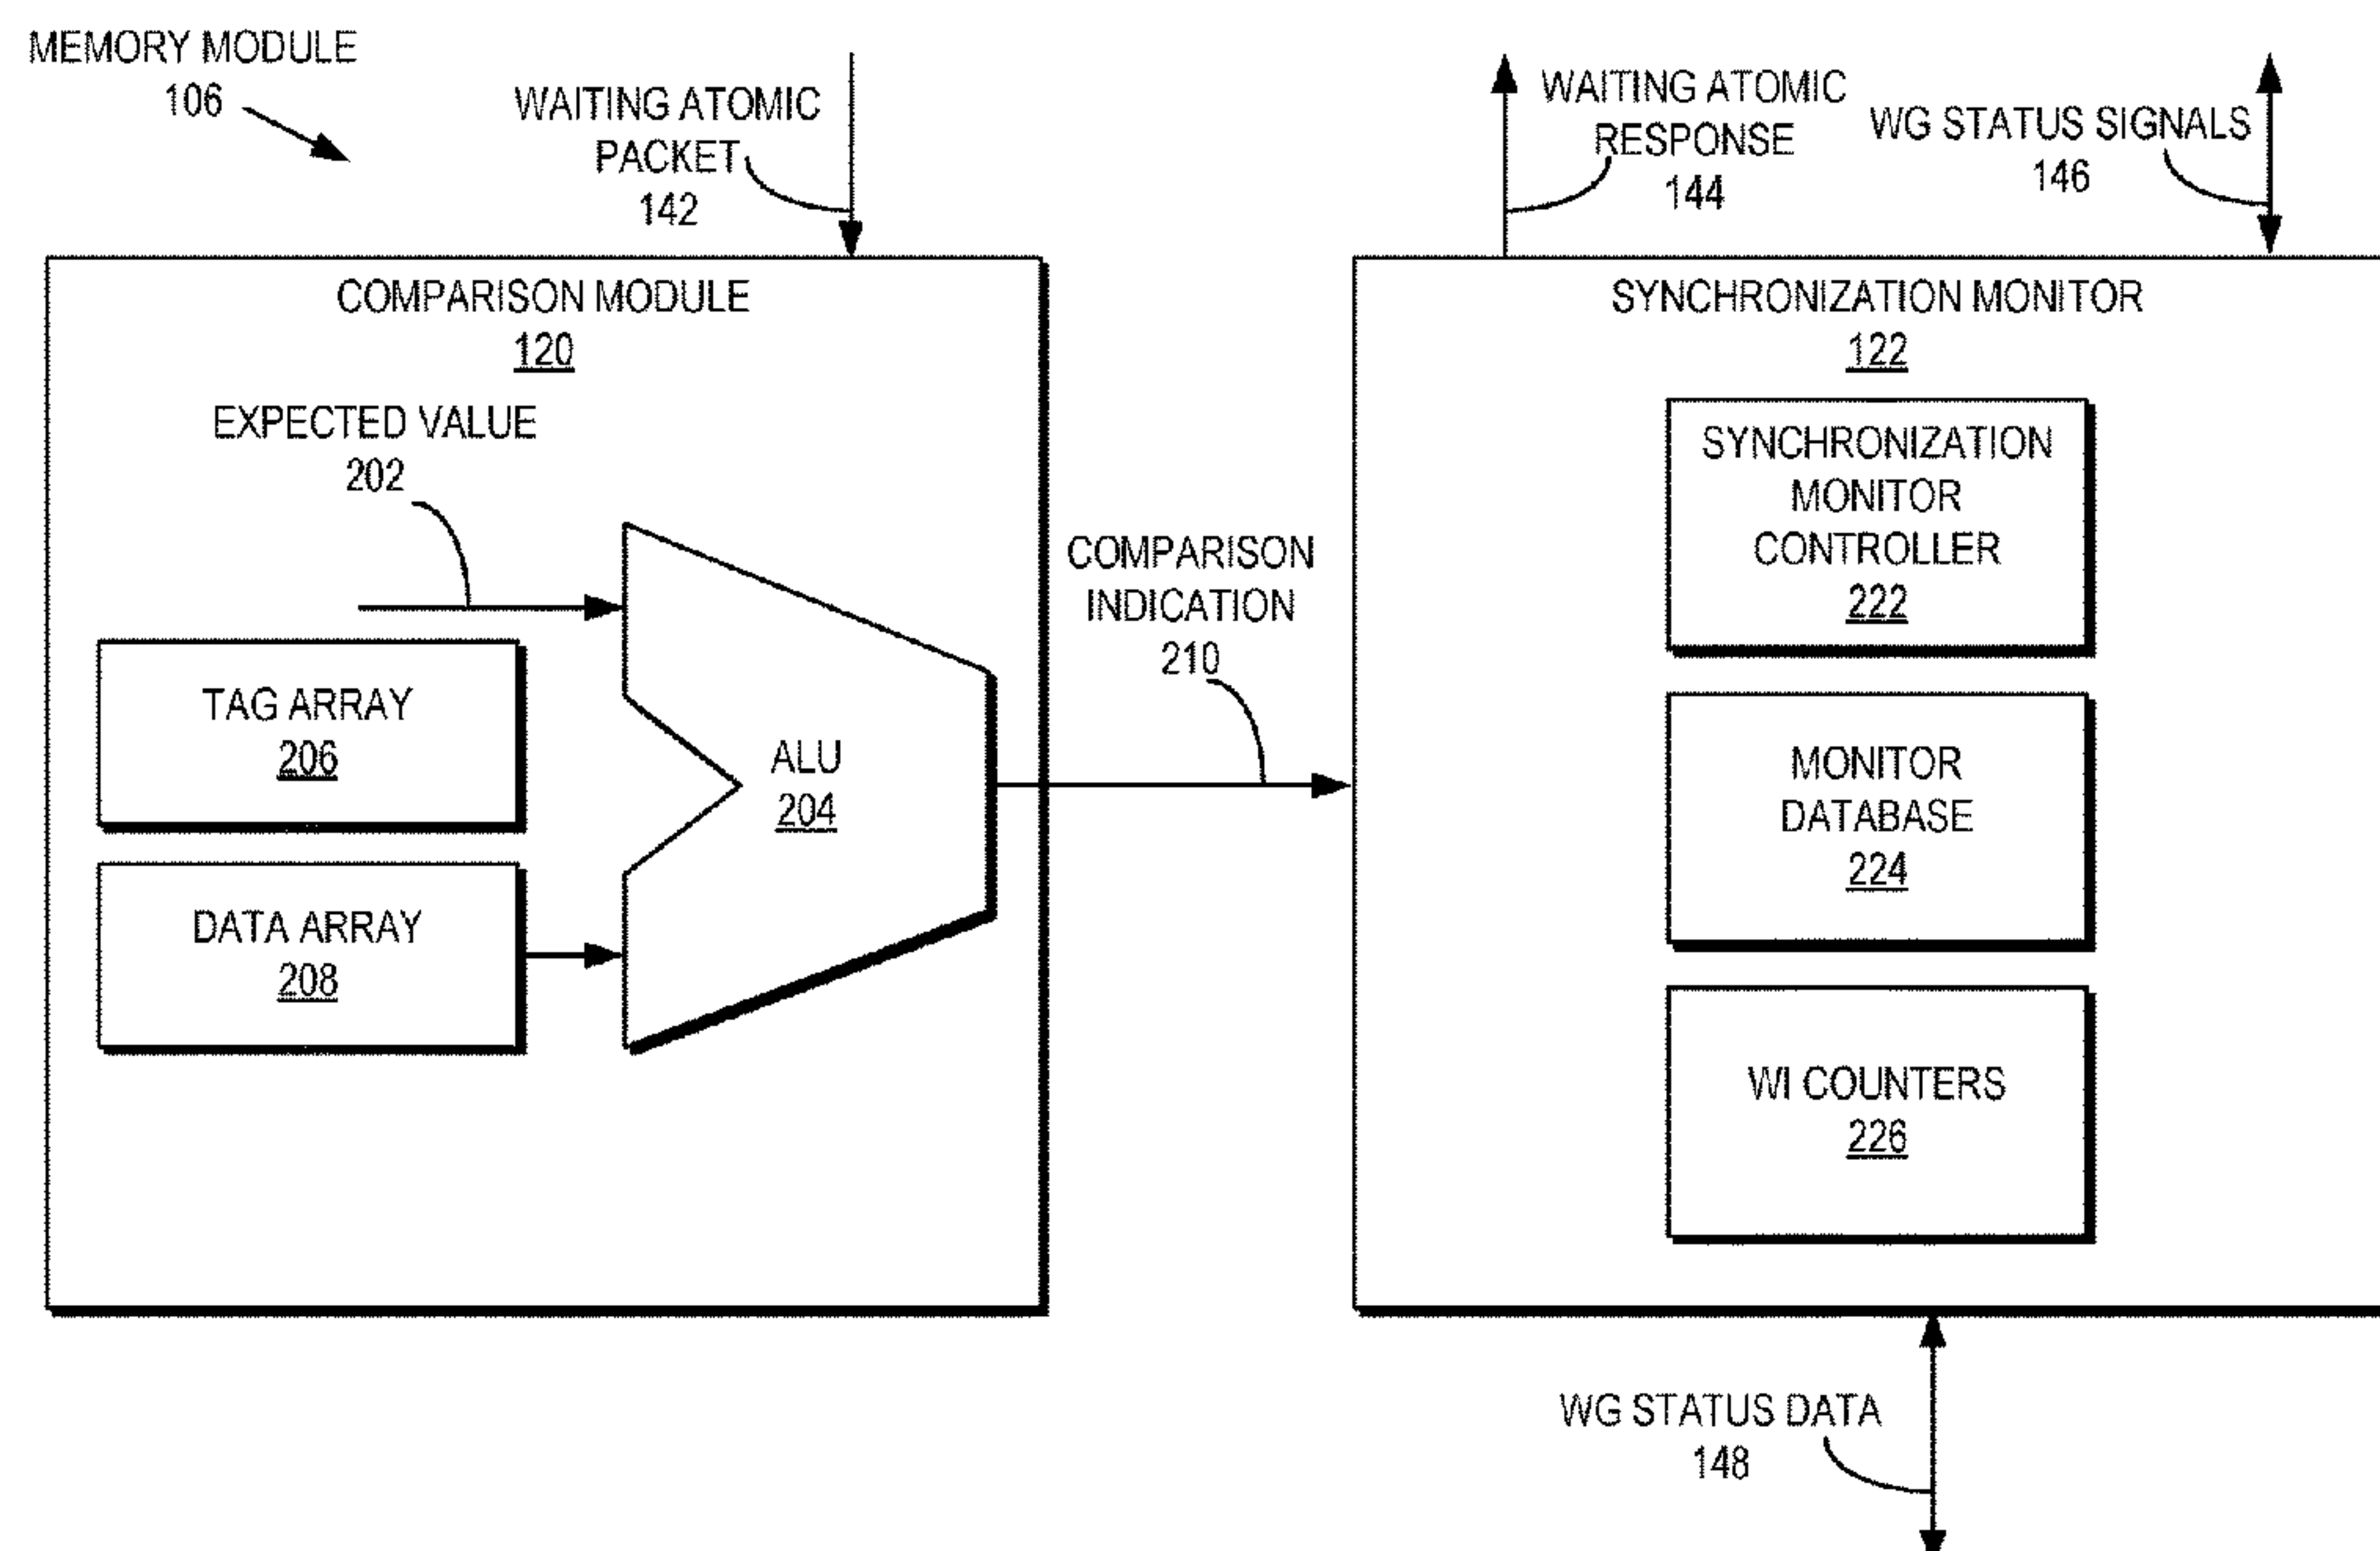 MEMORY MODULE
106
WAITING ATOMIC
PACKET
142
WAITING ATOMIC
RESPONSE
144
WG STATUS SIGNALS
146
COMPARISON MODULE
120
EXPECTED VALUE
202
TAG ARRAY
206
DATA ARRAY
208
ALU
204
COMPARISON
INDICATION
210
SYNCHRONIZATION MONITOR
122
SYNCHRONIZATION
MONITOR
CONTROLLER
222
MONITOR
DATABASE
224
WI COUNTERS
226
WG STATUS DATA
148